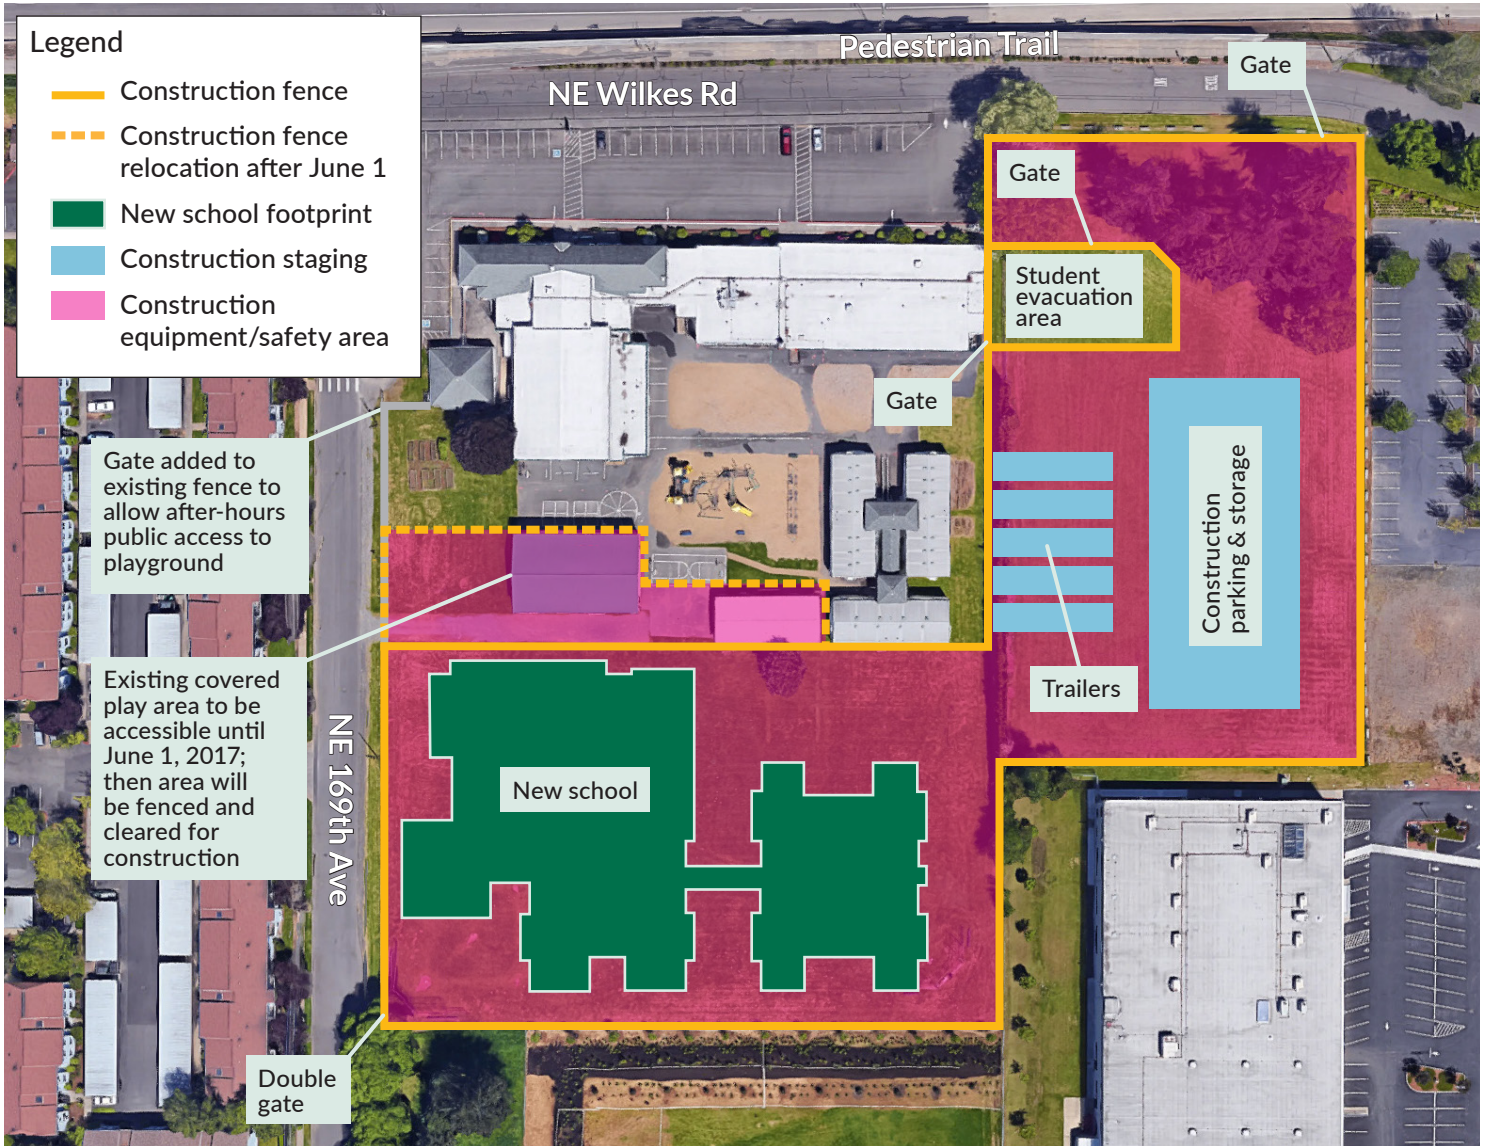 Legend
Construction fence
Construction fence
relocation after June 1
New school footprint
Construction staging
Construction
equipment/safety area
Pedestrian Trail
NE Wilkes Rd
Gate
Gate
Student
evacuation
area
Gate
Gate added to
existing fence to
allow after-hours
public access to
playground
Construction
parking & storage
Trailers
Existing covered
play area to be
accessible until
June 1, 2017;
then area will
be fenced and
cleared for
construction
NE 169th Ave
New school
Double
gate